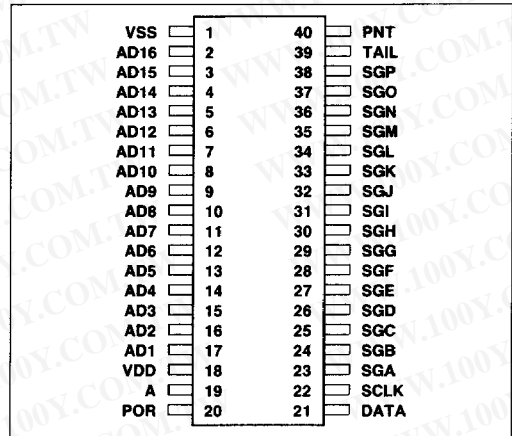 VSS 1 40 PNT
AD16 2 39 TAIL
AD15 3 38 SGP
AD14 4 37 SGO
AD13 5 36 SGN
AD12 6 35 SGM
AD11 7 34 SGL
AD10 8 33 SGK
AD9 9 32 SGJ
AD8 10 31 SGI
AD7 11 30 SGH
AD6 12 29 SGG
AD5 13 28 SGF
AD4 14 27 SGE
AD3 15 26 SGD
AD2 16 25 SGC
AD1 17 24 SGB
VDD 18 23 SGA
A 19 22 SCLK
POR 20 21 DATA